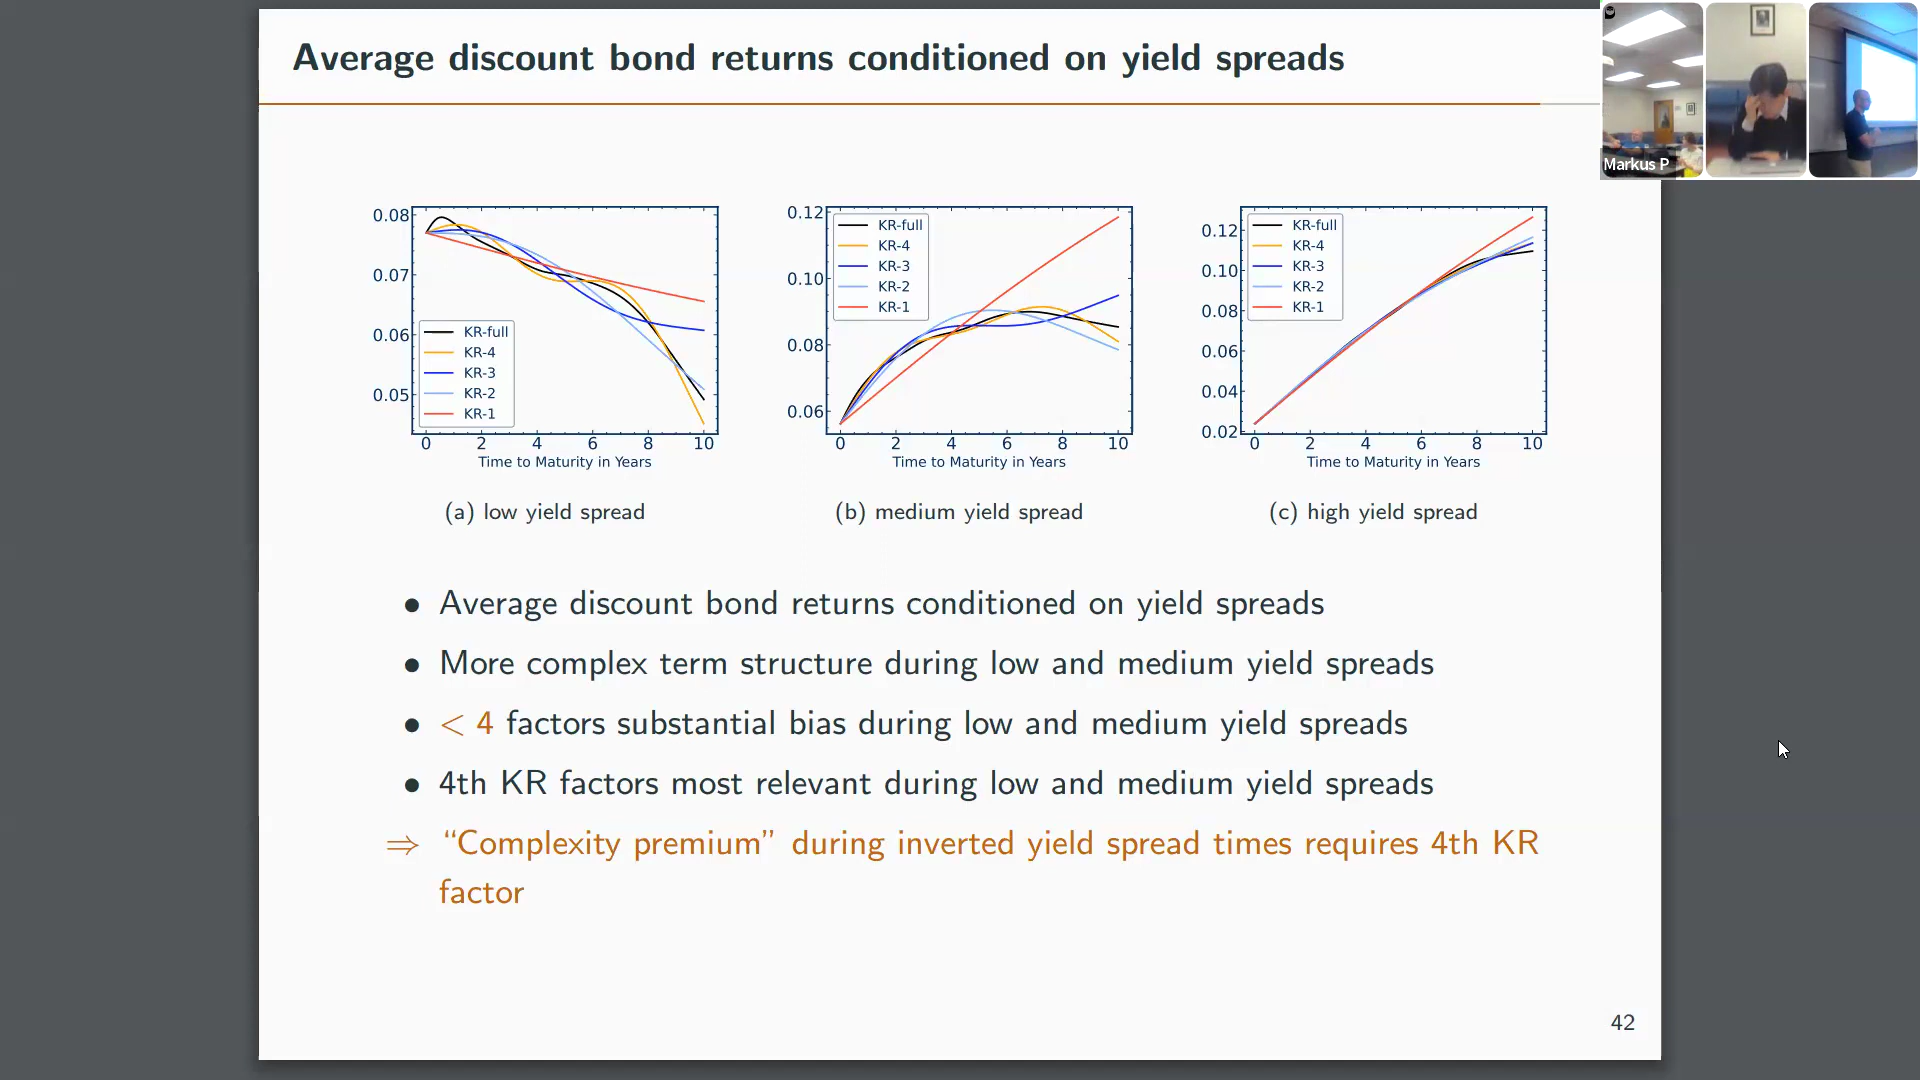 Average discount bond returns conditioned on yield spreads
Markus P
0.08
0.07
0.06
0.05
KR-full
KR-4
KR-3
KR-2
KR-1
0 2 4 6 8 10
Time to Maturity in Years
(a) low yield spread
0.12
0.10
0.08
0.06
KR-full
KR-4
KR-3
KR-2
KR-1
0 2 4 6 8 10
Time to Maturity in Years
(b) medium yield spread
0.12
0.10
0.08
0.06
0.04
0.02
KR-full
KR-4
KR-3
KR-2
KR-1
0 2 4 6 8 10
Time to Maturity in Years
(c) high yield spread
• Average discount bond returns conditioned on yield spreads
• More complex term structure during low and medium yield spreads
• < 4 factors substantial bias during low and medium yield spreads
• 4th KR factors most relevant during low and medium yield spreads
⇒ “Complexity premium” during inverted yield spread times requires 4th KR
factor
42